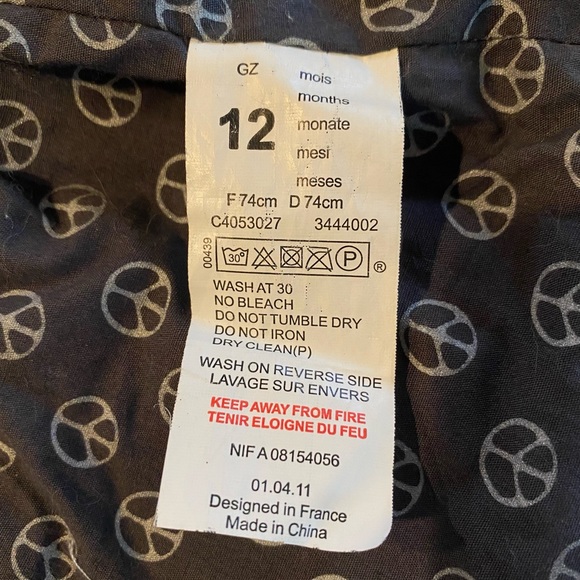 GZ mois
months
12 monate
mesi
meses
F 74cm D 74cm
C4053027 3444002
00439 30° P ®
WASH AT 30
NO BLEACH
DO NOT TUMBLE DRY
DO NOT IRON
DRY CLEAN(P)
WASH ON REVERSE SIDE
LAVAGE SUR ENVERS
KEEP AWAY FROM FIRE
TENIR ELOIGNE DU FEU
NIF A 08154056
01.04.11
Designed in France
Made in China